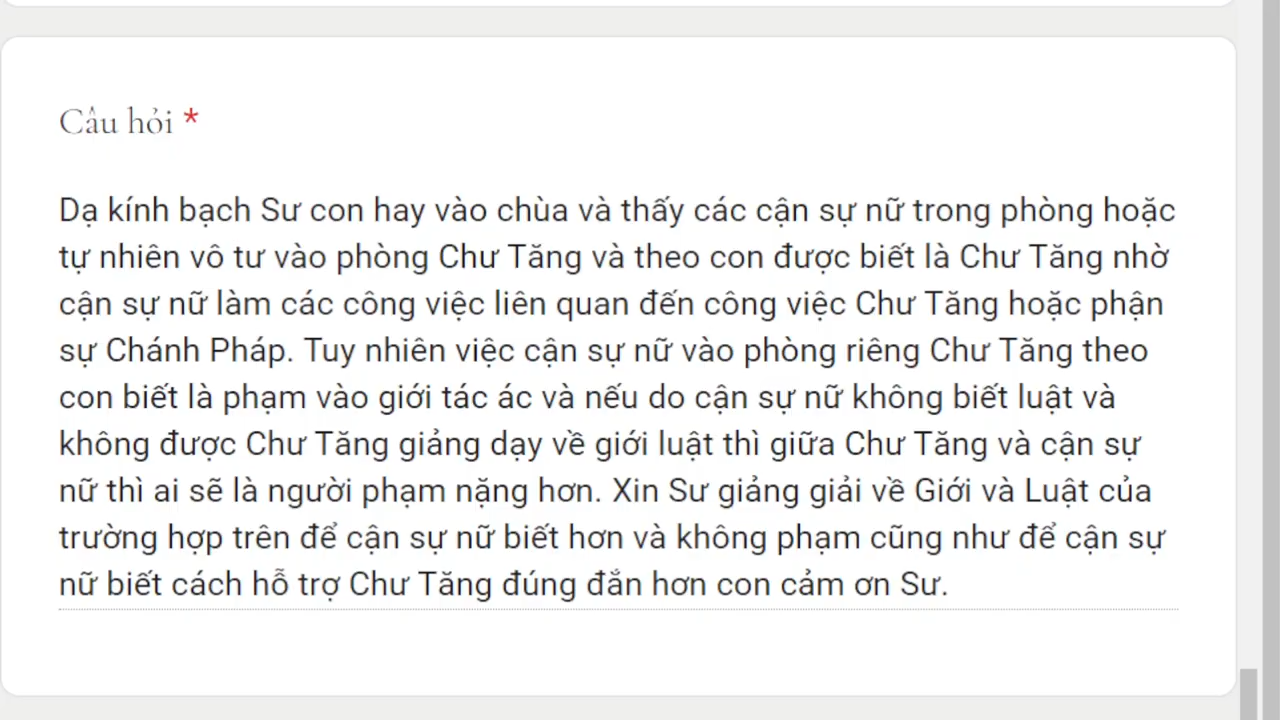 Câu hỏi *
Dạ kính bạch Sư con hay vào chùa và thấy các cận sự nữ trong phòng hoặc
tự nhiên vô tư vào phòng Chư Tăng và theo con được biết là Chư Tăng nhờ
cận sự nữ làm các công việc liên quan đến công việc Chư Tăng hoặc phận
sự Chánh Pháp. Tuy nhiên việc cận sự nữ vào phòng riêng Chư Tăng theo
con biết là phạm vào giới tác ác và nếu do cận sự nữ không biết luật và
không được Chư Tăng giảng dạy về giới luật thì giữa Chư Tăng và cận sự
nữ thì ai sẽ là người phạm nặng hơn. Xin Sư giảng giải về Giới và Luật của
trường hợp trên để cận sự nữ biết hơn và không phạm cũng như để cận sự
nữ biết cách hỗ trợ Chư Tăng đúng đắn hơn con cảm ơn Sư.